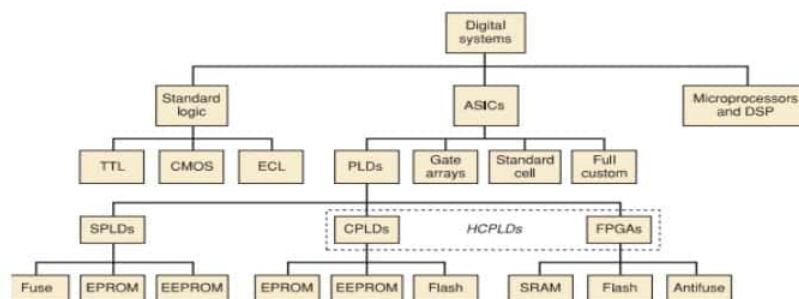 Digital
systems
Standard
logic
ASICs
Microprocessors
and DSP
TTL
CMOS
ECL
PLDs
Gate
arrays
Standard
cell
Full
custom
SPLDs
CPLDs
HCPLDs
FPGAs
Fuse
EPROM
EEPROM
EPROM
EEPROM
Flash
SRAM
Flash
Antifuse